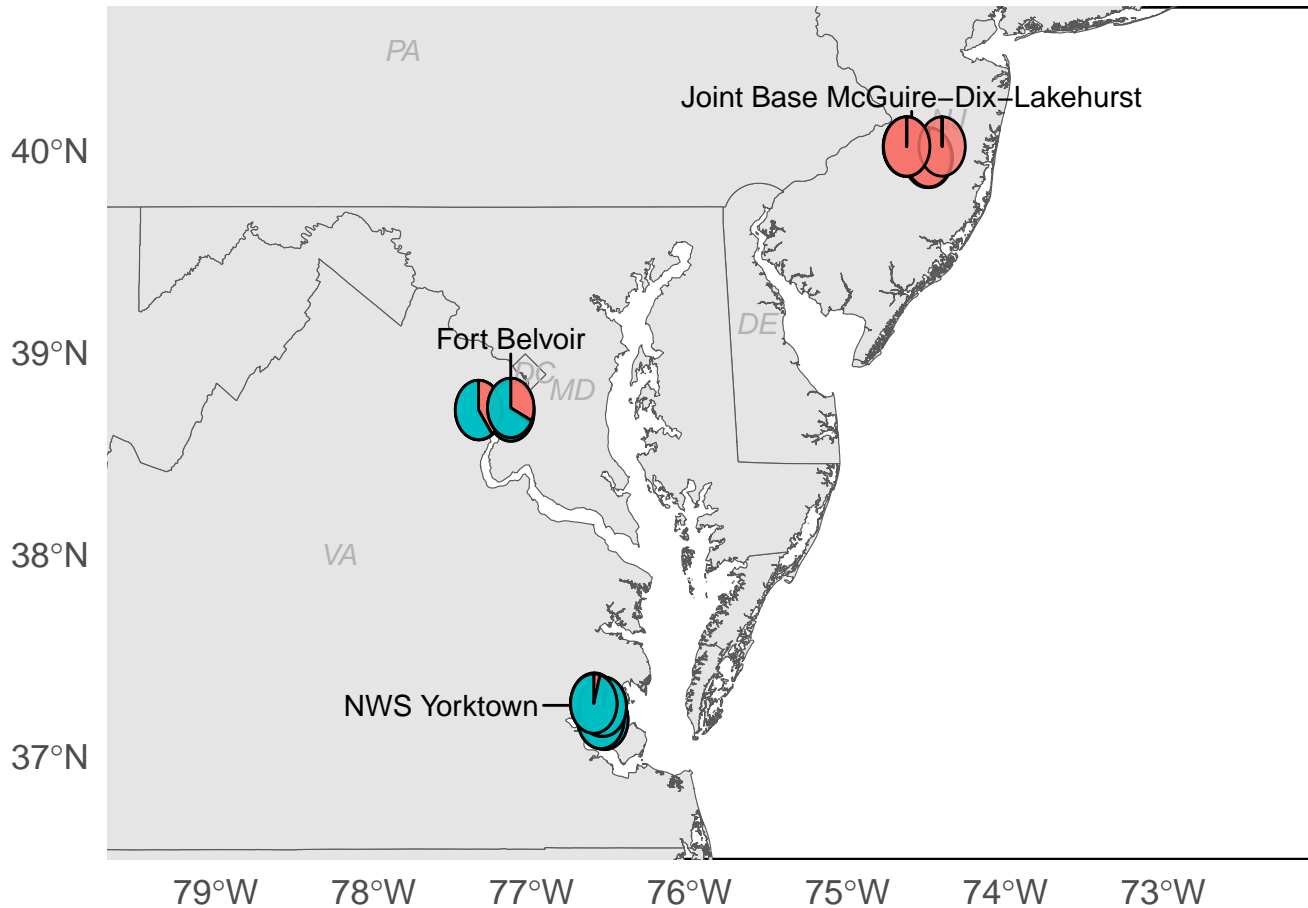 PA
Joint Base McGuire−Dix−Lakehurst
NJ
40°N
DE
39°N
Fort Belvoir
DC
MD
38°N
VA
NWS Yorktown
37°N
79°W 78°W 77°W 76°W 75°W 74°W 73°W